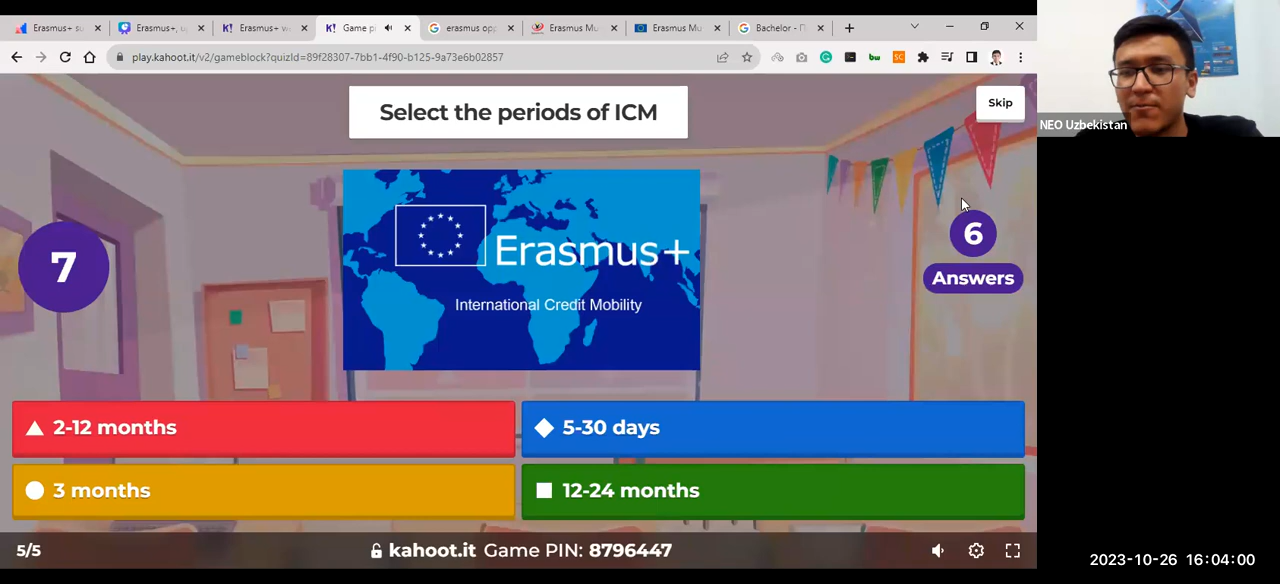 Erasmus+ su
Erasmus+, u
Erasmus+ w
Game p
erasmus opp
Erasmus Mu
Erasmus Mu
Bachelor - П
play.kahoot.it/v2/gameblock?quizId=89f28307-7bb1-4f90-b125-9a73e6b02857
Select the periods of ICM
Skip
NEO Uzbekistan
7
Erasmus+
International Credit Mobility
6
Answers
2-12 months
5-30 days
3 months
12-24 months
5/5
kahoot.it Game PIN: 8796447
2023-10-26 16:04:00